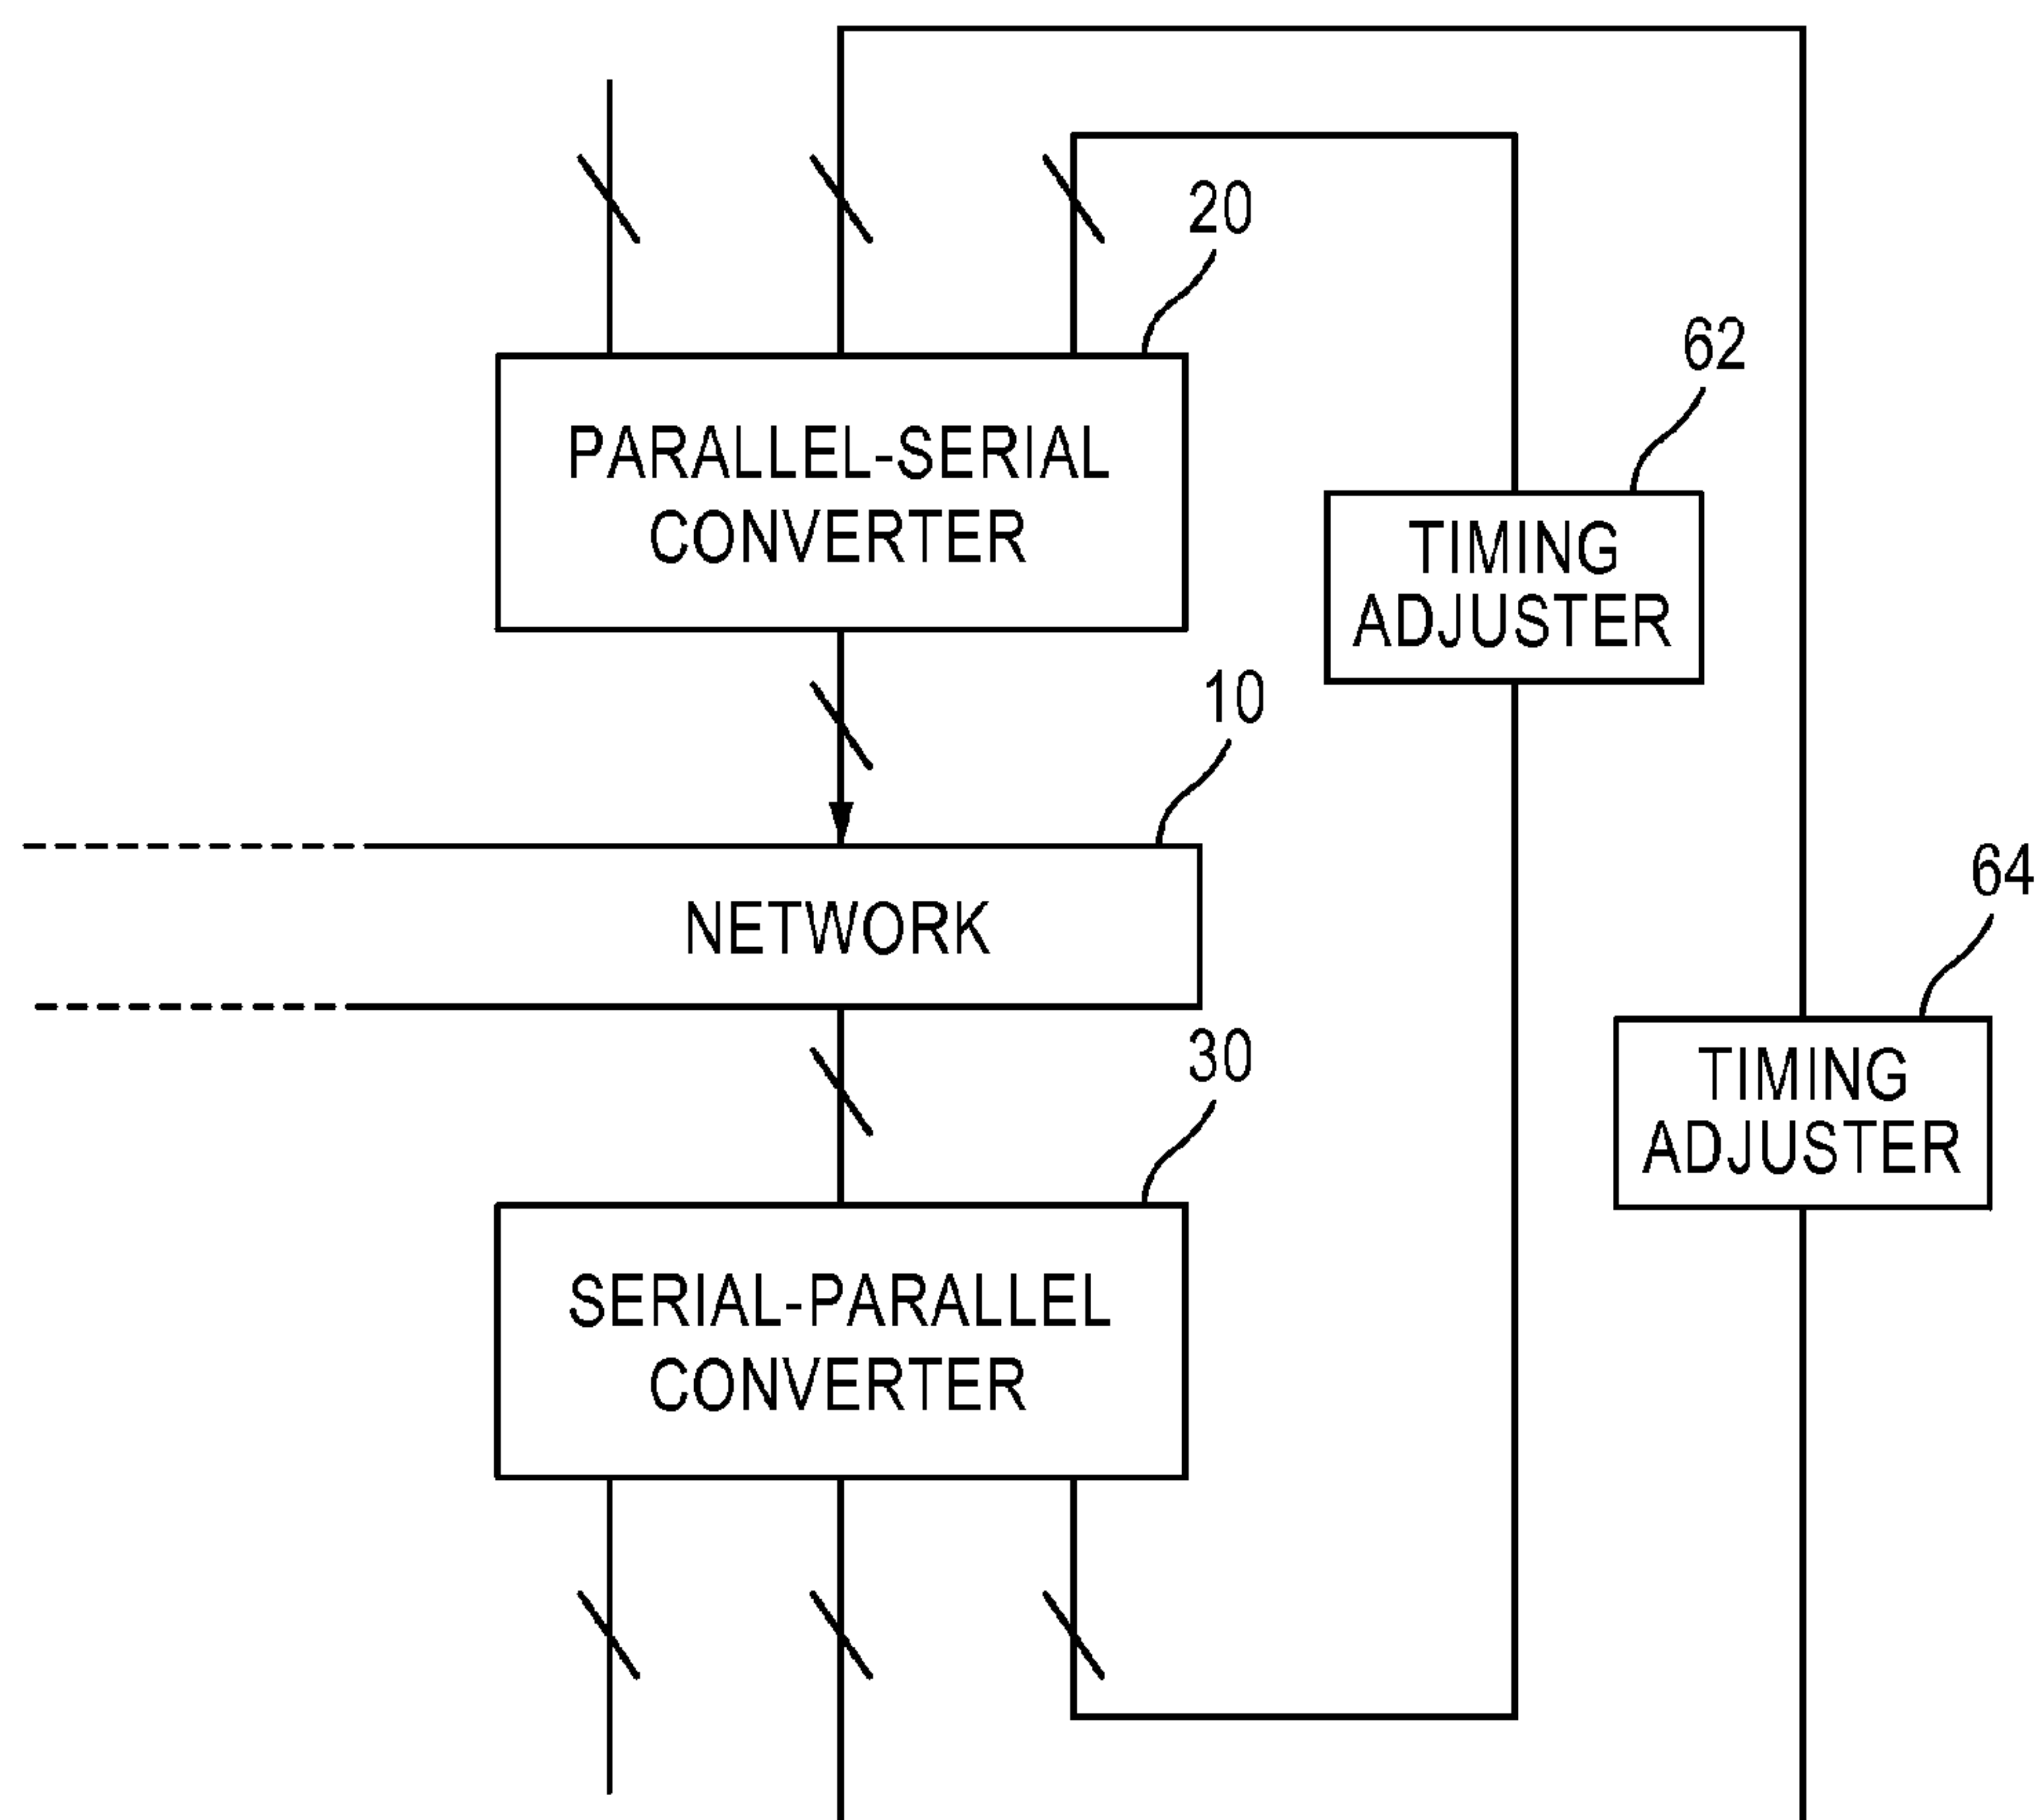 20
PARALLEL-SERIAL
CONVERTER
62
TIMING
ADJUSTER
10
NETWORK
64
TIMING
ADJUSTER
30
SERIAL-PARALLEL
CONVERTER